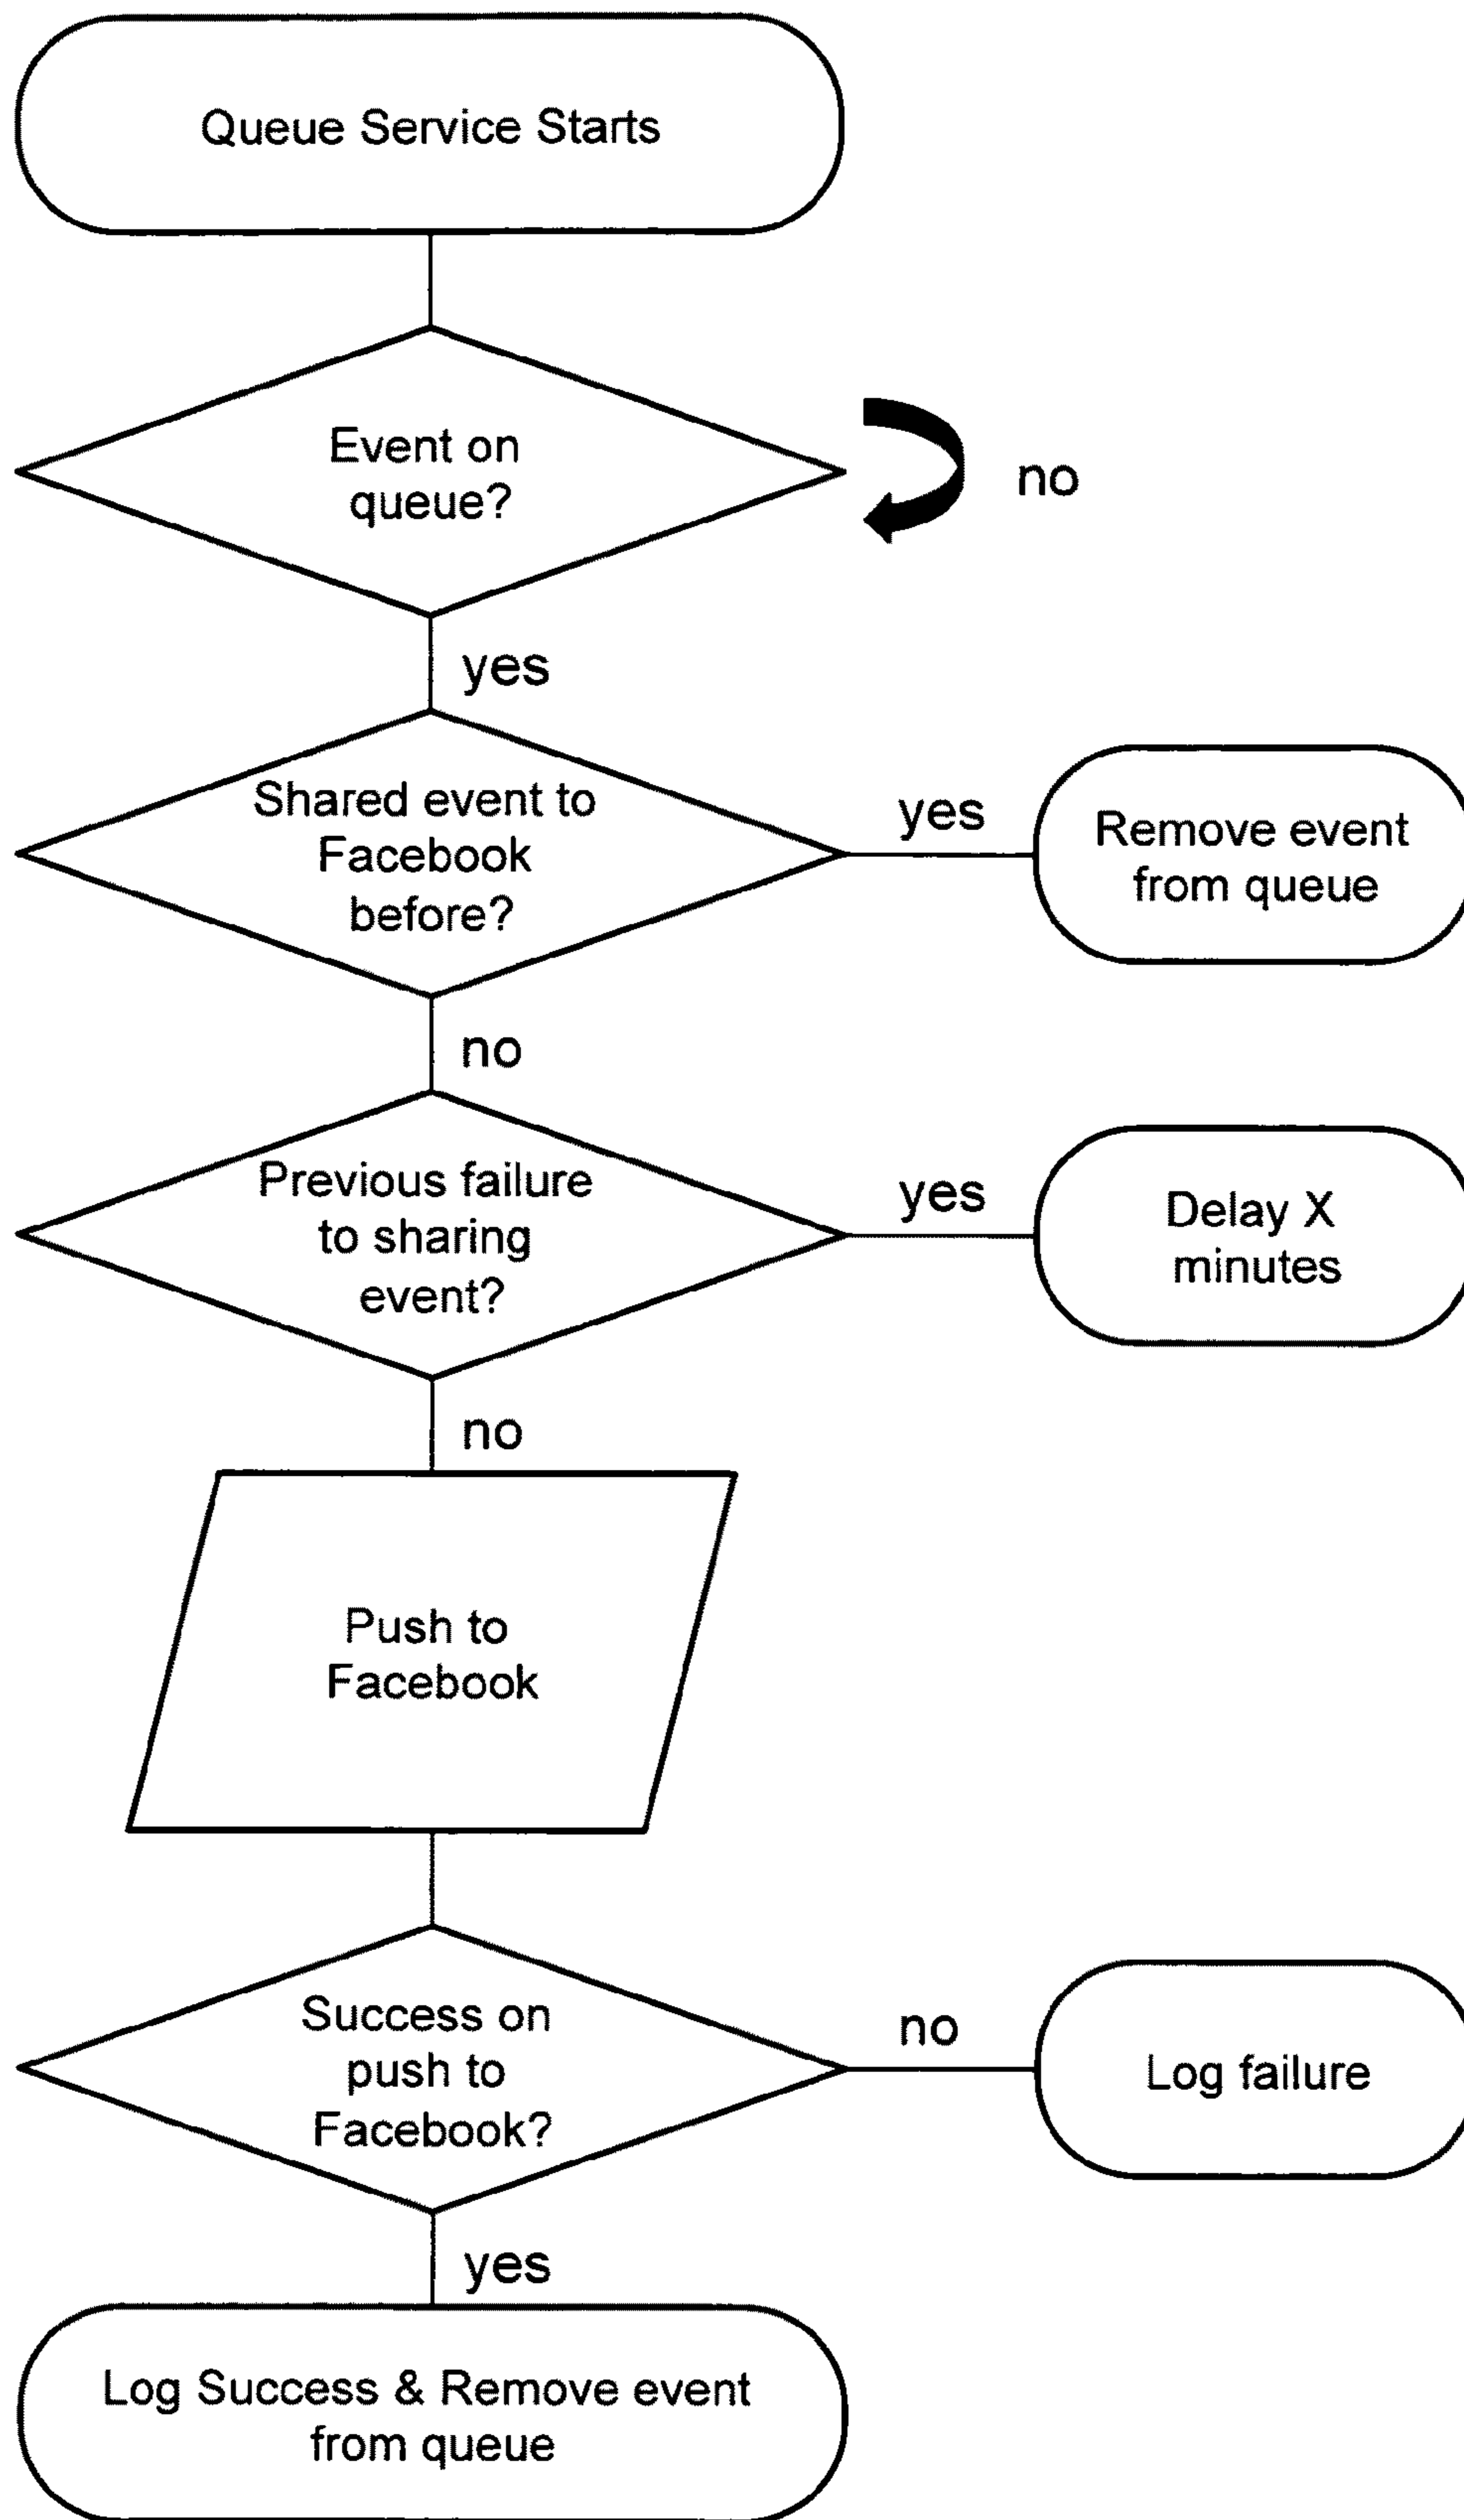 Queue Service Starts
Event on
queue?
no
yes
Shared event to
Facebook
before?
yes
Remove event
from queue
no
Previous failure
to sharing
event?
yes
Delay X
minutes
no
Push to
Facebook
Success on
push to
Facebook?
no
Log failure
yes
Log Success & Remove event
from queue